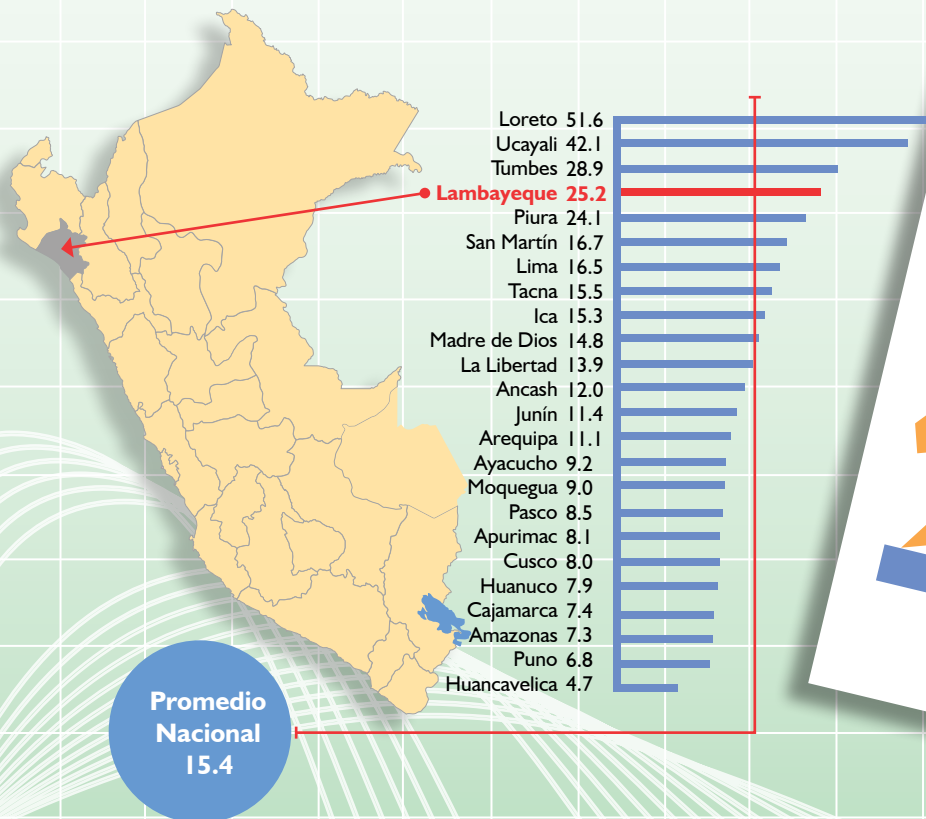 Loreto 51.6
Ucayali 42.1
Tumbes 28.9
Lambayeque 25.2
Piura 24.1
San Martín 16.7
Lima 16.5
Tacna 15.5
Ica 15.3
Madre de Dios 14.8
La Libertad 13.9
Ancash 12.0
Junín 11.4
Arequipa 11.1
Ayacucho 9.2
Moquegua 9.0
Pasco 8.5
Apurimac 8.1
Cusco 8.0
Huanuco 7.9
Cajamarca 7.4
Amazonas 7.3
Puno 6.8
Huancavelica 4.7
Promedio
Nacional
15.4